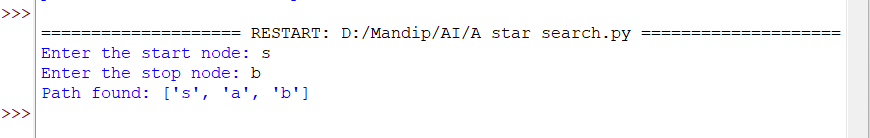 >>>
==================== RESTART: D:/Mandip/AI/A star search.py ====================
Enter the start node: s
Enter the stop node: b
Path found: ['s', 'a', 'b']
>>>